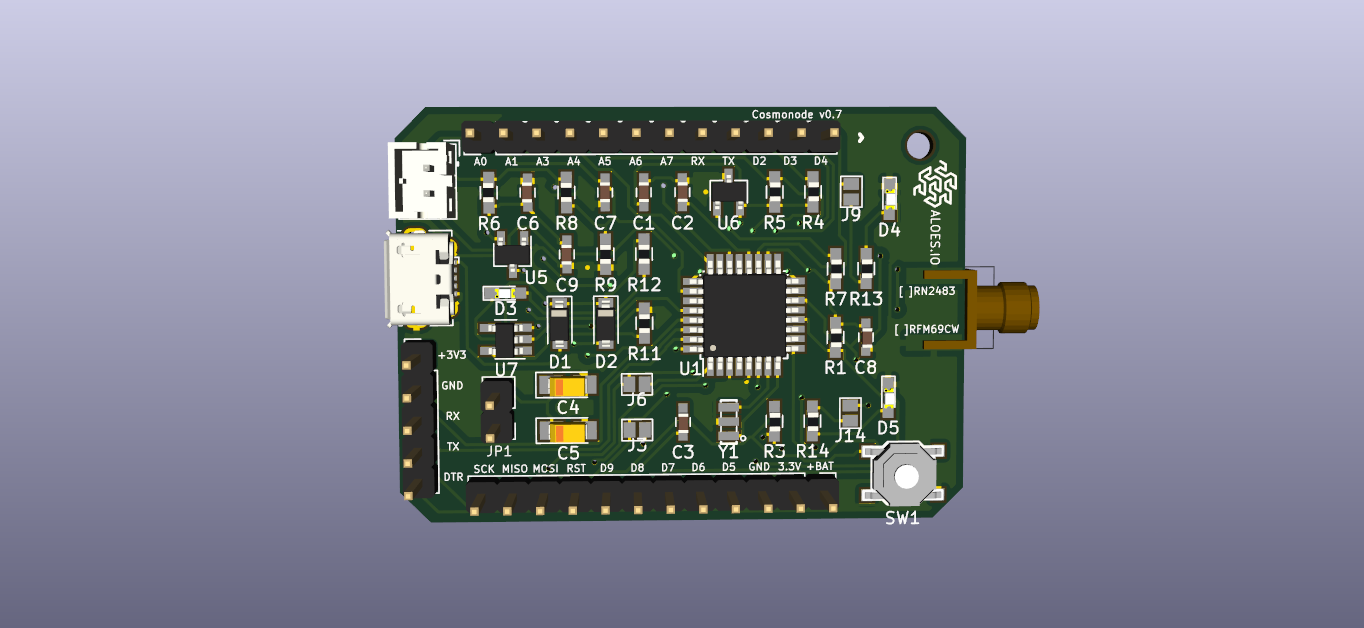 Cosmonode v0.7
A0 A1 A3 A4 A5 A6 A7 RX TX D2 D3 D4
R6 C6 R8 C7 C1 C2 U6 R5 R4 J9 D4
ALOES.IO
U5 C9 R9 R12 R7 R13
[ ]RN2483
D3
[ ]RFM69CW
+3V3 U7 D1 D2 R11 U1 R1 C8
GND
RX C4 J6
TX JP1 C5 J5 C3 Y1 R3 R14 J14 D5
DTR SCK MISO MCSI RST D9 D8 D7 D6 D5 GND 3.3V +BAT
SW1